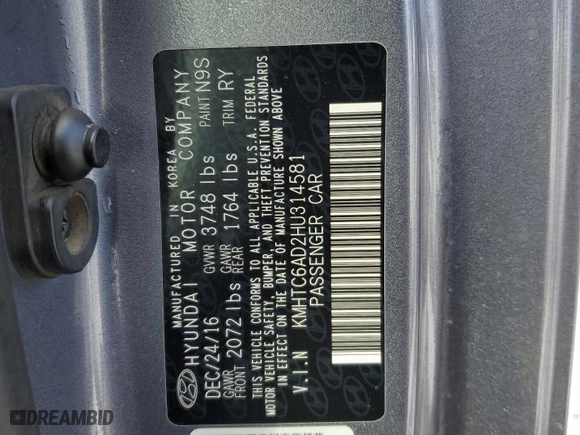 MANUFACTURED IN KOREA BY
HYUNDAI MOTOR COMPANY
DEC/24/16 GVWR 3748 lbs PAINT N9S
GAWR FRONT 2072 lbs GAWR REAR 1764 lbs TRIM RY
THIS VEHICLE CONFORMS TO ALL APPLICABLE U.S.A. FEDERAL
MOTOR VEHICLE SAFETY, BUMPER, AND THEFT PREVENTION STANDARDS
IN EFFECT ON THE DATE OF MANUFACTURE SHOWN ABOVE
V.I.N KMHTC6AD2HU314581
PASSENGER CAR
DREAMBID